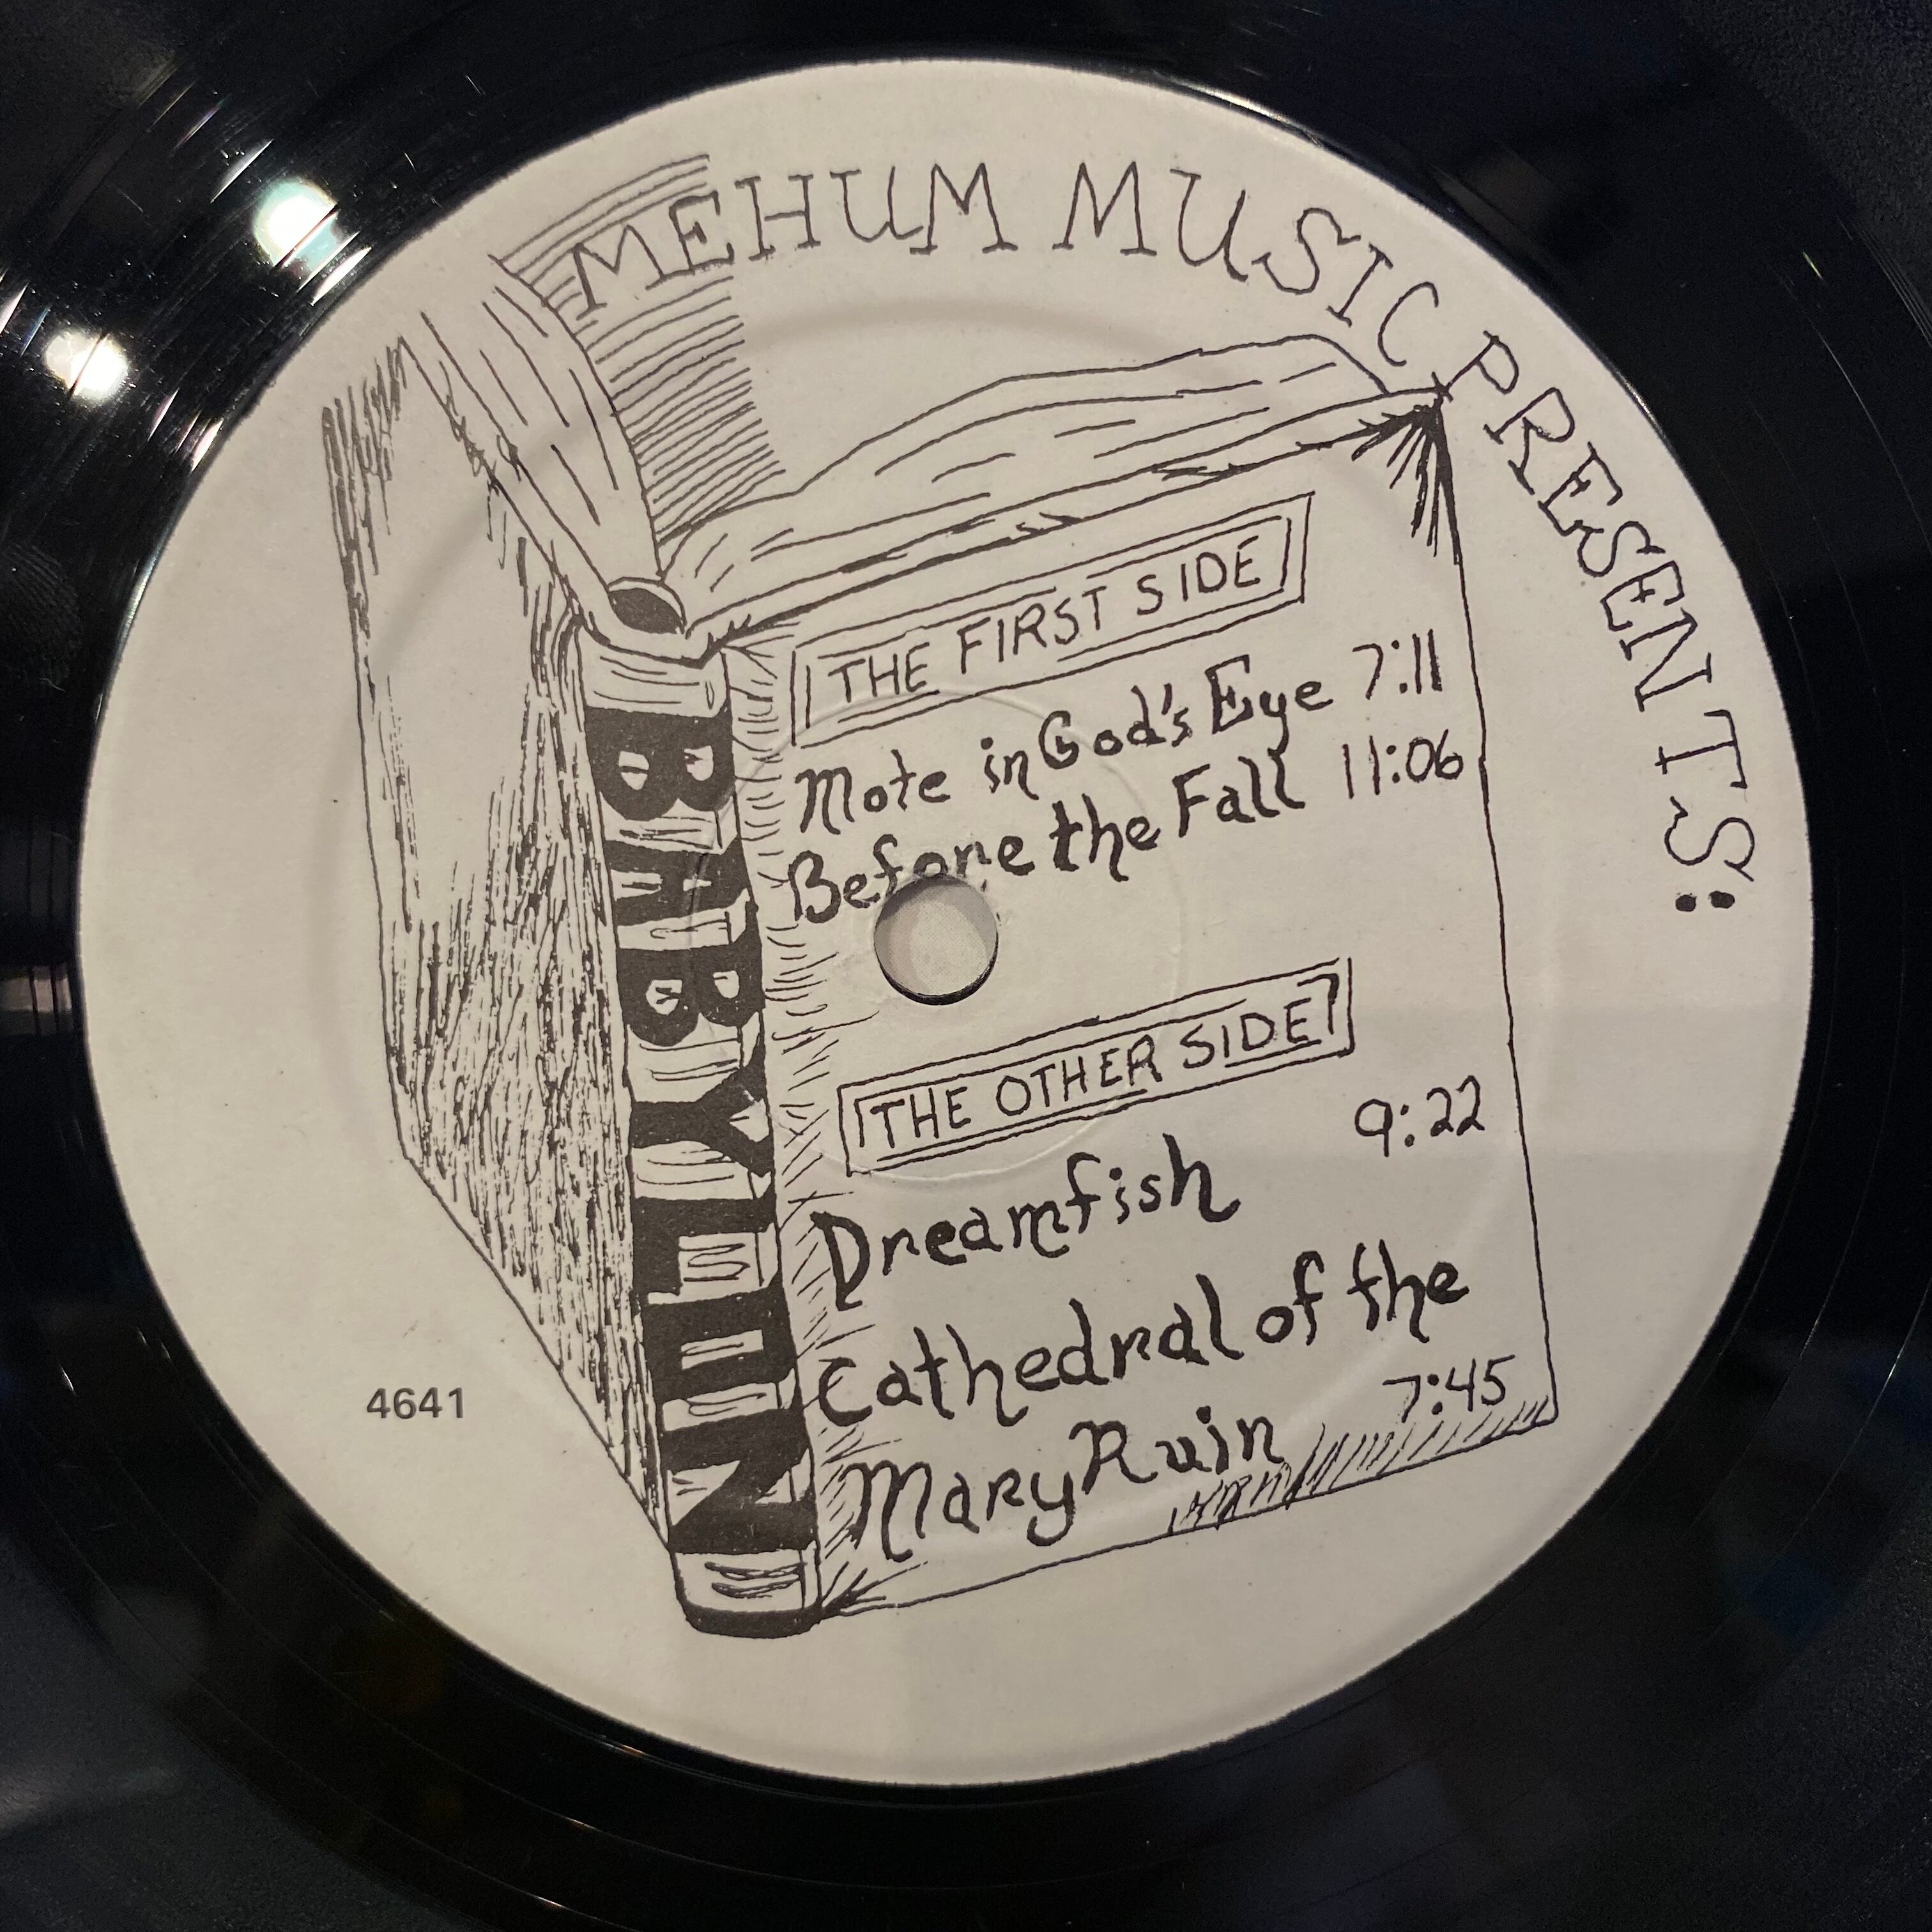 MEHUM MUSIC PRESENTS:
BABYLON
THE FIRST SIDE
Mote in God's Eye 7:11
Before the Fall 11:06
THE OTHER SIDE
Dreamfish 9:22
Cathedral of the
Mary Ruin 7:45
4641